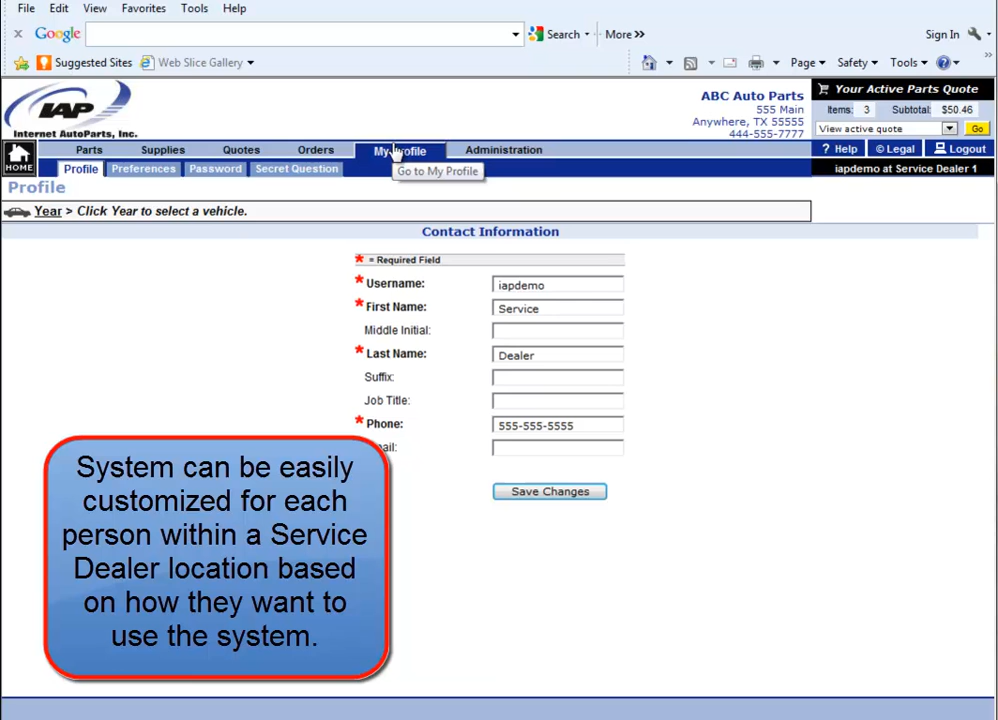 File Edit View Favorites Tools Help
x Google Search More >> Sign In
Suggested Sites Web Slice Gallery Page Safety Tools >>
IAP
Internet AutoParts, Inc.
ABC Auto Parts
555 Main
Anywhere, TX 55555
444-555-7777
Your Active Parts Quote
Items: 3 Subtotal: $50.46
View active quote Go
HOME Parts Supplies Quotes Orders My Profile Administration
? Help © Legal Logout
Profile Preferences Password Secret Question
Go to My Profile
iapdemo at Service Dealer 1
Profile
Year > Click Year to select a vehicle.
Contact Information
* = Required Field
* Username: iapdemo
* First Name: Service
Middle Initial:
* Last Name: Dealer
Suffix:
Job Title:
* Phone: 555-555-5555
ail:
Save Changes
System can be easily
customized for each
person within a Service
Dealer location based
on how they want to
use the system.